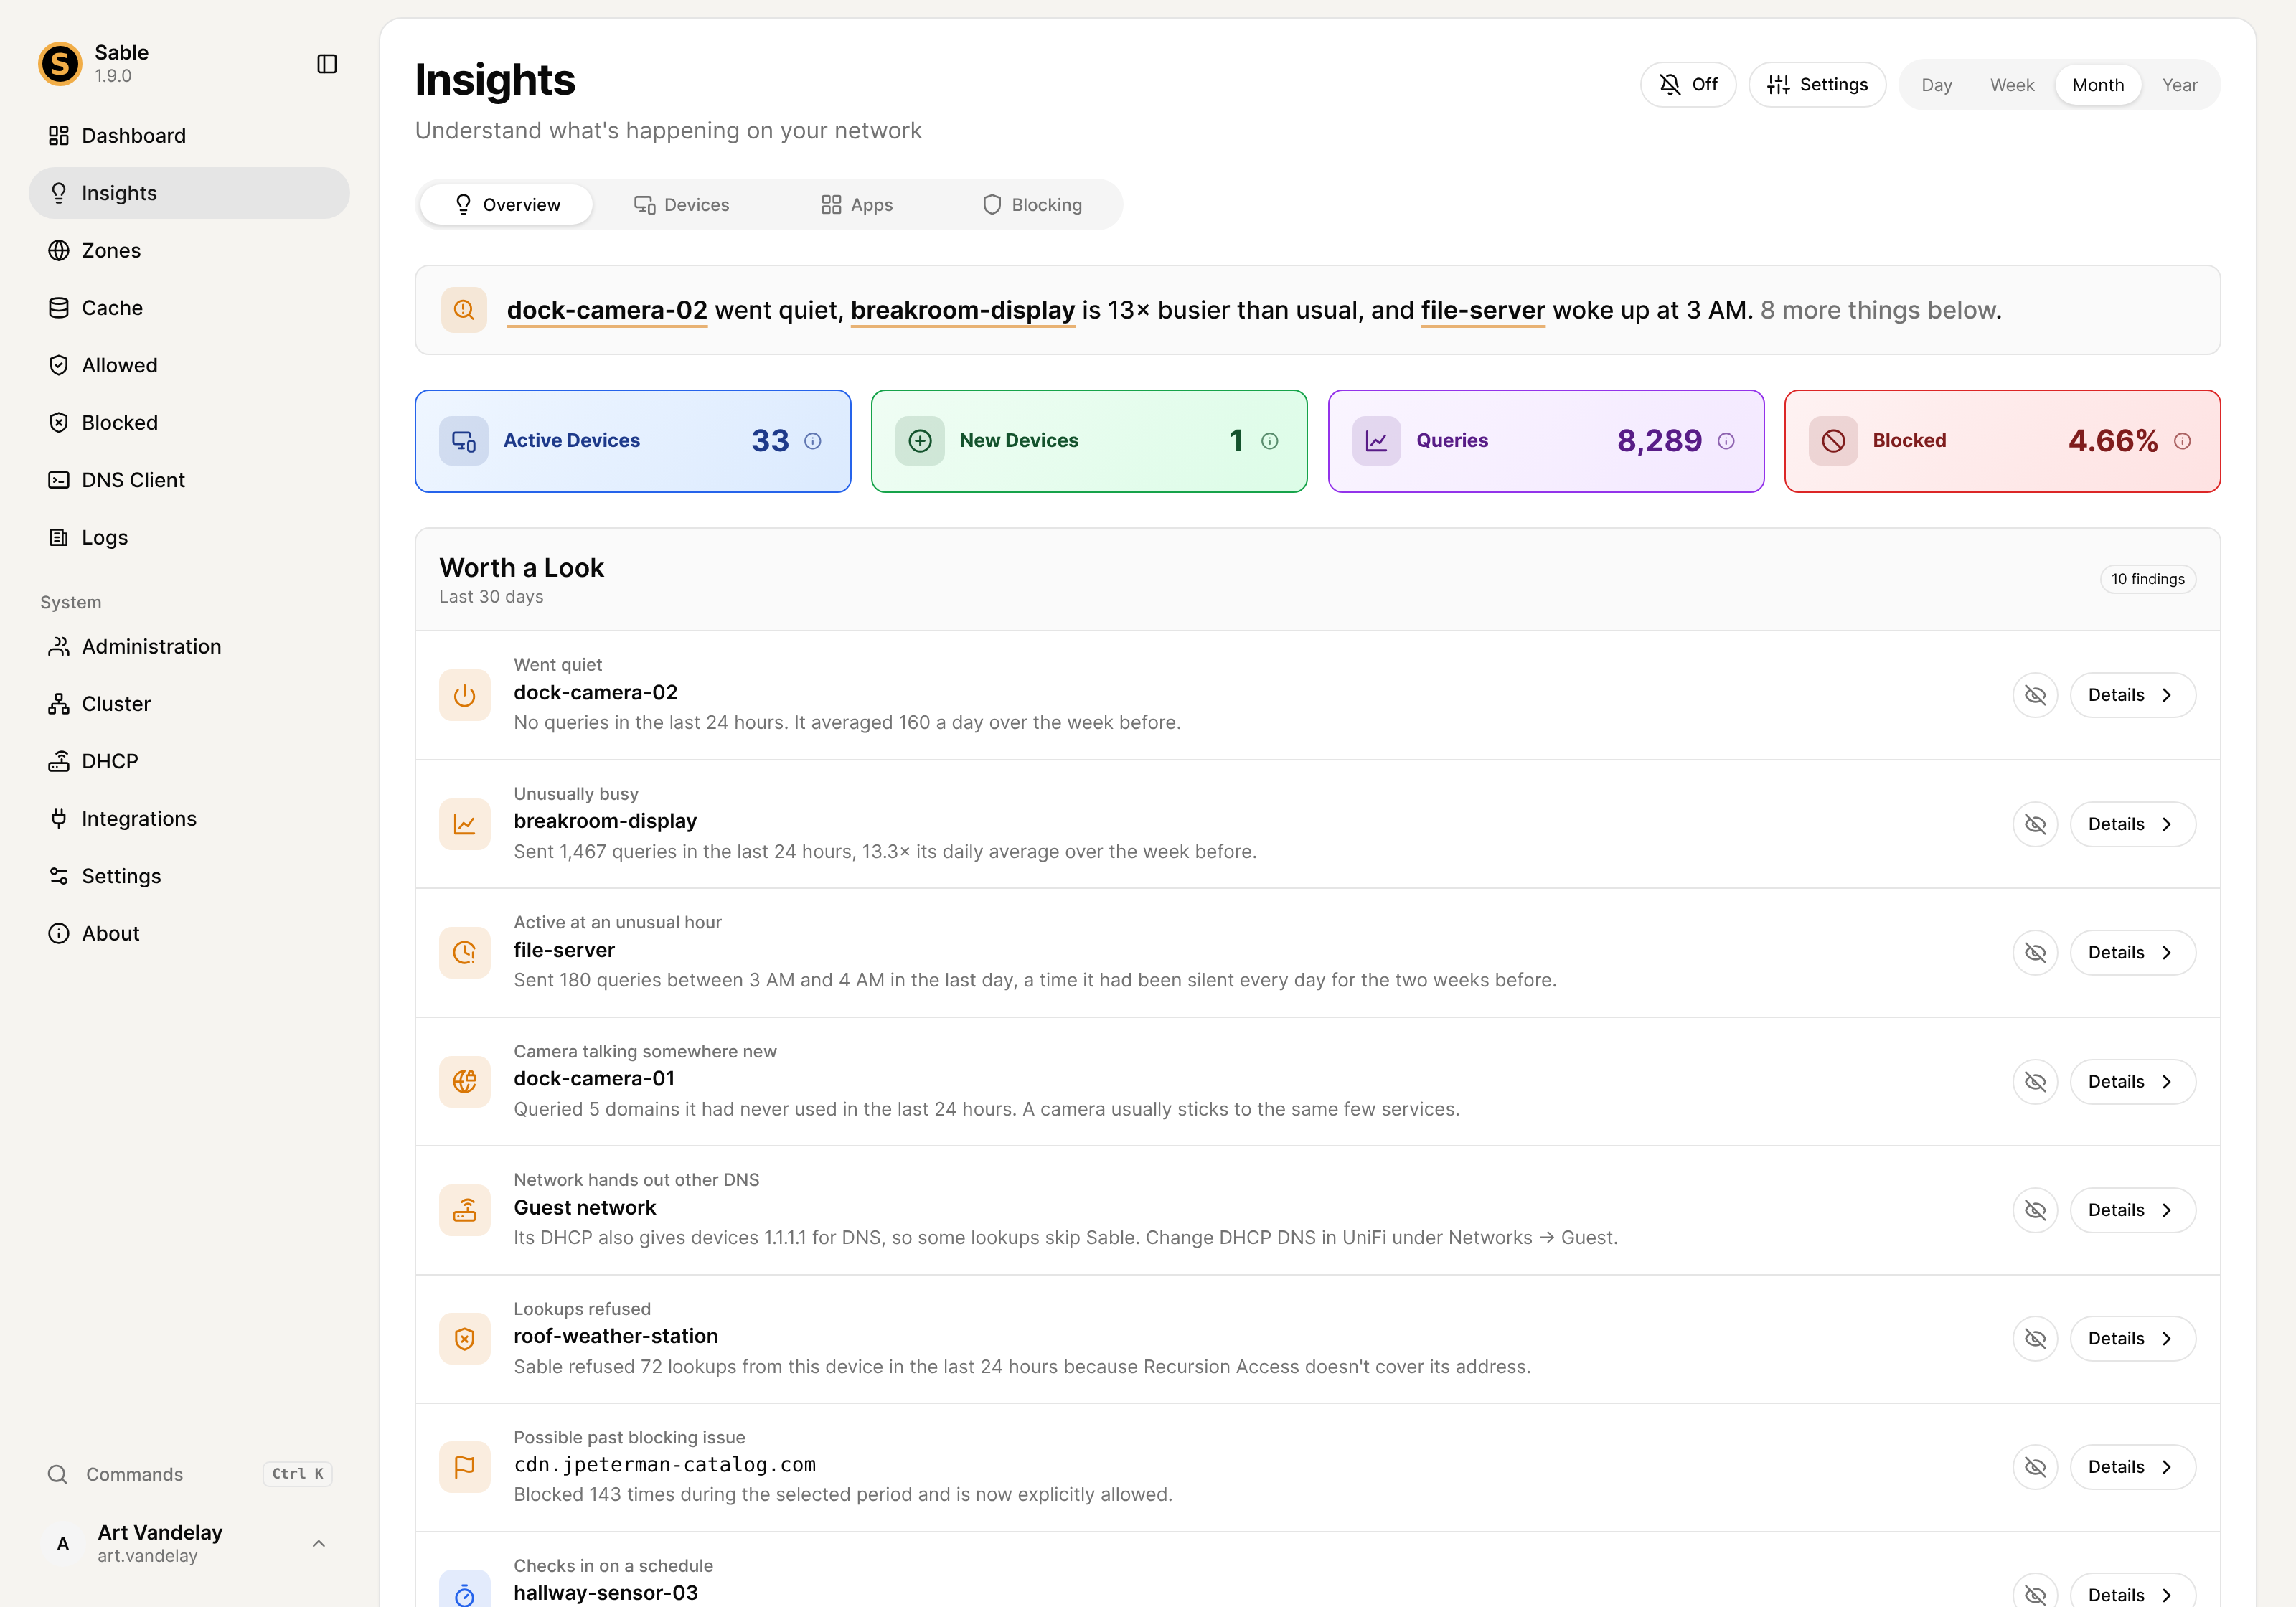 Sable
1.9.0
Dashboard
Insights
Zones
Cache
Allowed
Blocked
DNS Client
Logs
System
Administration
Cluster
DHCP
Integrations
Settings
About
Commands
Ctrl K
A
Art Vandelay
art.vandelay
Insights
Understand what's happening on your network
Off
Settings
Day
Week
Month
Year
Overview
Devices
Apps
Blocking
dock-camera-02 went quiet, breakroom-display is 13× busier than usual, and file-server woke up at 3 AM. 8 more things below.
Active Devices
33
New Devices
1
Queries
8,289
Blocked
4.66%
Worth a Look
Last 30 days
10 findings
Went quiet
dock-camera-02
No queries in the last 24 hours. It averaged 160 a day over the week before.
Details
Unusually busy
breakroom-display
Sent 1,467 queries in the last 24 hours, 13.3× its daily average over the week before.
Details
Active at an unusual hour
file-server
Sent 180 queries between 3 AM and 4 AM in the last day, a time it had been silent every day for the two weeks before.
Details
Camera talking somewhere new
dock-camera-01
Queried 5 domains it had never used in the last 24 hours. A camera usually sticks to the same few services.
Details
Network hands out other DNS
Guest network
Its DHCP also gives devices 1.1.1.1 for DNS, so some lookups skip Sable. Change DHCP DNS in UniFi under Networks → Guest.
Details
Lookups refused
roof-weather-station
Sable refused 72 lookups from this device in the last 24 hours because Recursion Access doesn't cover its address.
Details
Possible past blocking issue
cdn.jpeterman-catalog.com
Blocked 143 times during the selected period and is now explicitly allowed.
Details
Checks in on a schedule
hallway-sensor-03
Details